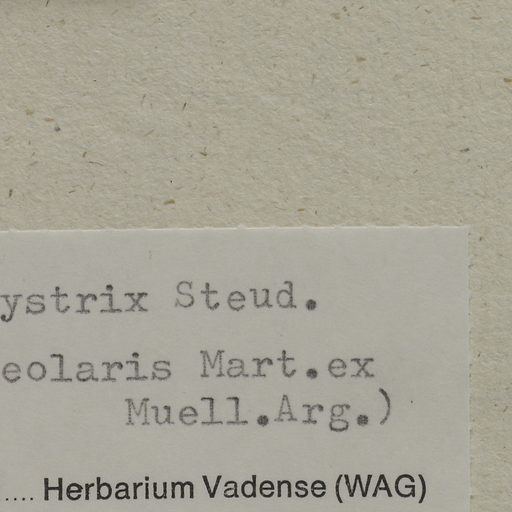 ystrix Steud.
eolaris Mart.ex
Muell.Arg.)
..... Herbarium Vadense (WAG)